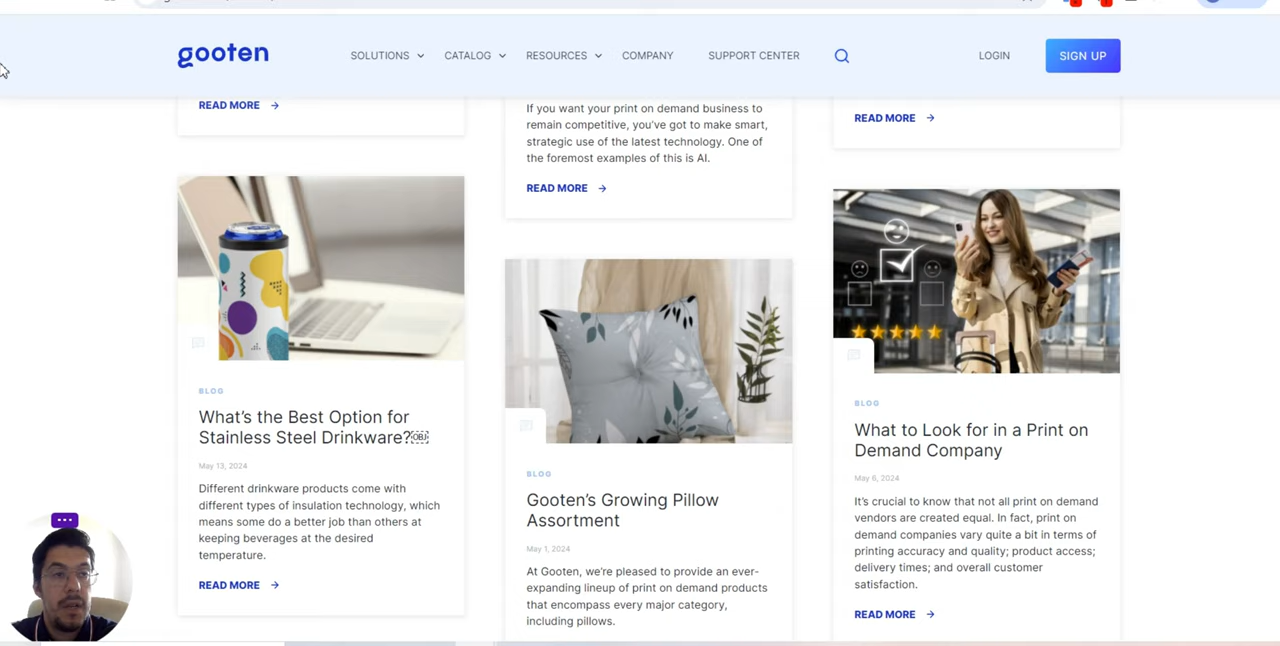 gooten
SOLUTIONS
CATALOG
RESOURCES
COMPANY
SUPPORT CENTER
LOGIN
SIGN UP
READ MORE
What's the Best Option for
Stainless Steel Drinkware?OBJ
BLOG
May 13, 2024
Different drinkware products come with
different types of insulation technology, which
means some do a better job than others at
keeping beverages at the desired
temperature.
READ MORE
If you want your print on demand business to
remain competitive, you've got to make smart,
strategic use of the latest technology. One of
the foremost examples of this is AI.
READ MORE
BLOG
Gooten's Growing Pillow
Assortment
May 1, 2024
At Gooten, we're pleased to provide an ever-
expanding lineup of print on demand products
that encompass every major category,
including pillows.
READ MORE
BLOG
What to Look for in a Print on
Demand Company
May 6, 2024
It's crucial to know that not all print on demand
vendors are created equal. In fact, print on
demand companies vary quite a bit in terms of
printing accuracy and quality; product access;
delivery times; and overall customer
satisfaction.
READ MORE